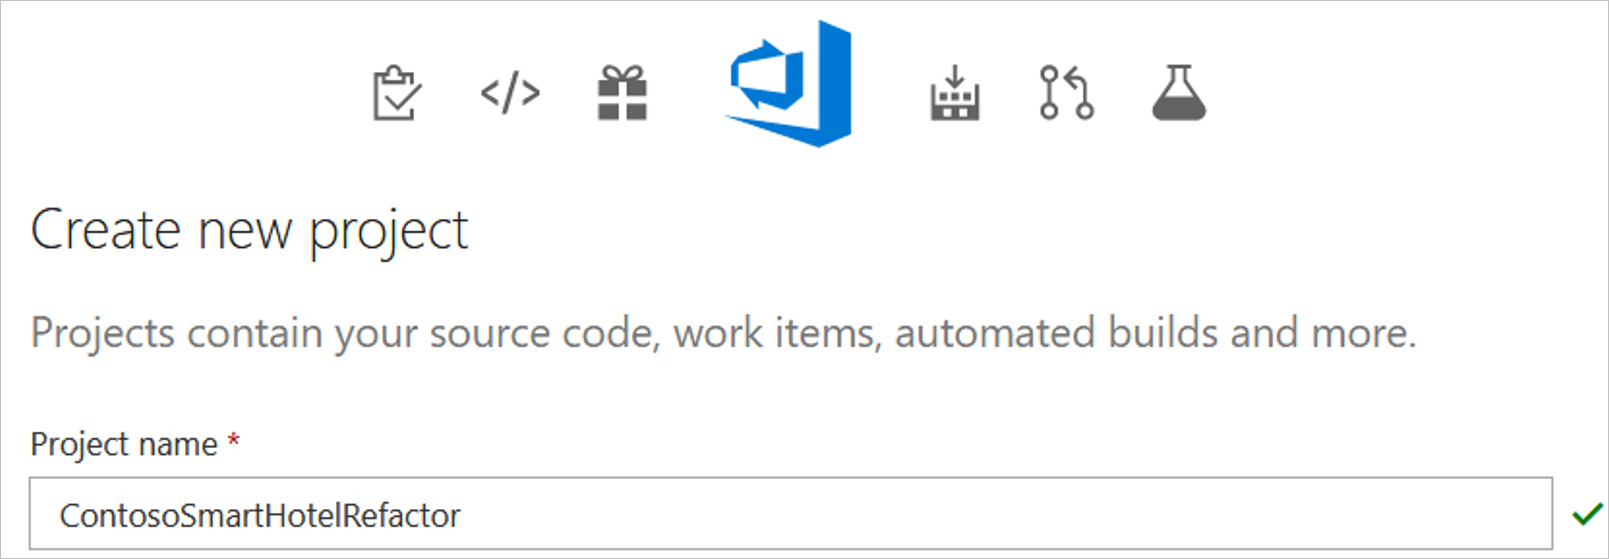 Create new project
Projects contain your source code, work items, automated builds and more.
Project name *
ContosoSmartHotelRefactor